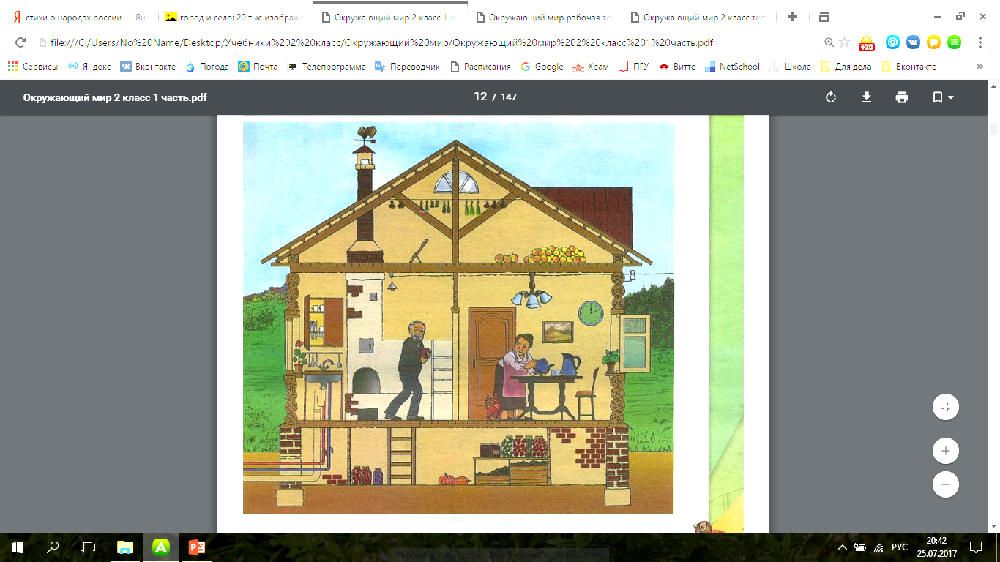 стихи о народах россии — Янд
город и село: 20 тыс изображе
Окружающий мир 2 класс 1 ч
Окружающий мир рабочая те
Окружающий мир 2 класс тес
file:///C:/Users/No%20Name/Desktop/Учебники%202%20класс/Окружающий%20мир/Окружающий%20мир%202%20класс%201%20часть.pdf
+20
Сервисы Яндекс Вконтакте Погода Почта Телепрограмма Переводчик Расписания Google Храм ПГУ Витте NetSchool Школа Для дела Вконтакте »
Окружающий мир 2 класс 1 часть.pdf 12 / 147
РУС
20:42
25.07.2017